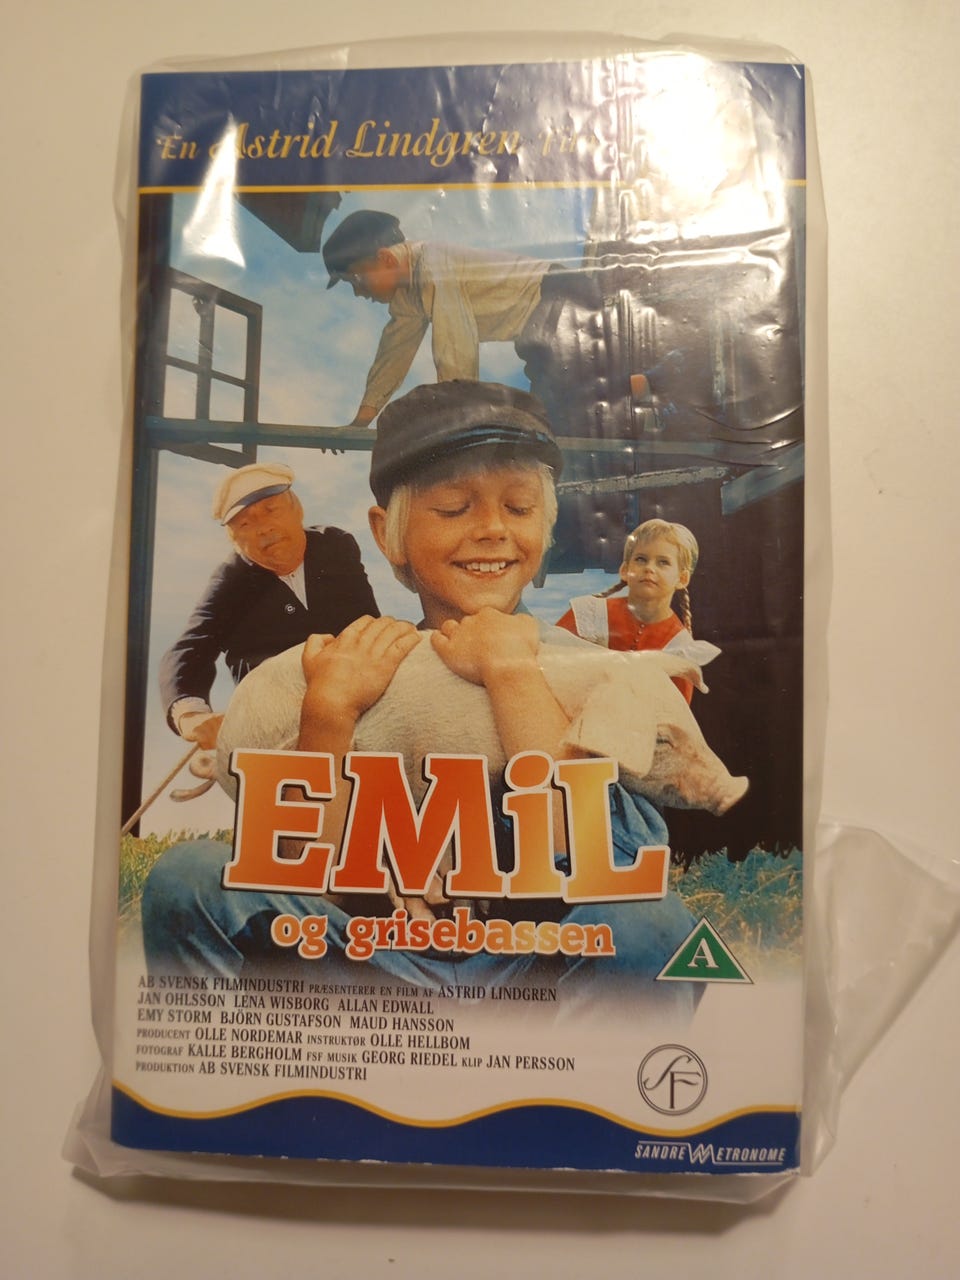 En Astrid Lindgren Film
EMiL
og grisebassen
A
AB SVENSK FILMINDUSTRI PRÆSENTERER EN FILM AF ASTRID LINDGREN
JAN OHLSSON LENA WISBORG ALLAN EDWALL
EMY STORM BJÖRN GUSTAFSON MAUD HANSSON
PRODUCENT OLLE NORDEMAR INSTRUKTØR OLLE HELLBOM
FOTOGRAF KALLE BERGHOLM FSF MUSIK GEORG RIEDEL KLIP JAN PERSSON
PRODUKTION AB SVENSK FILMINDUSTRI
SF
SANDREW METRONOME